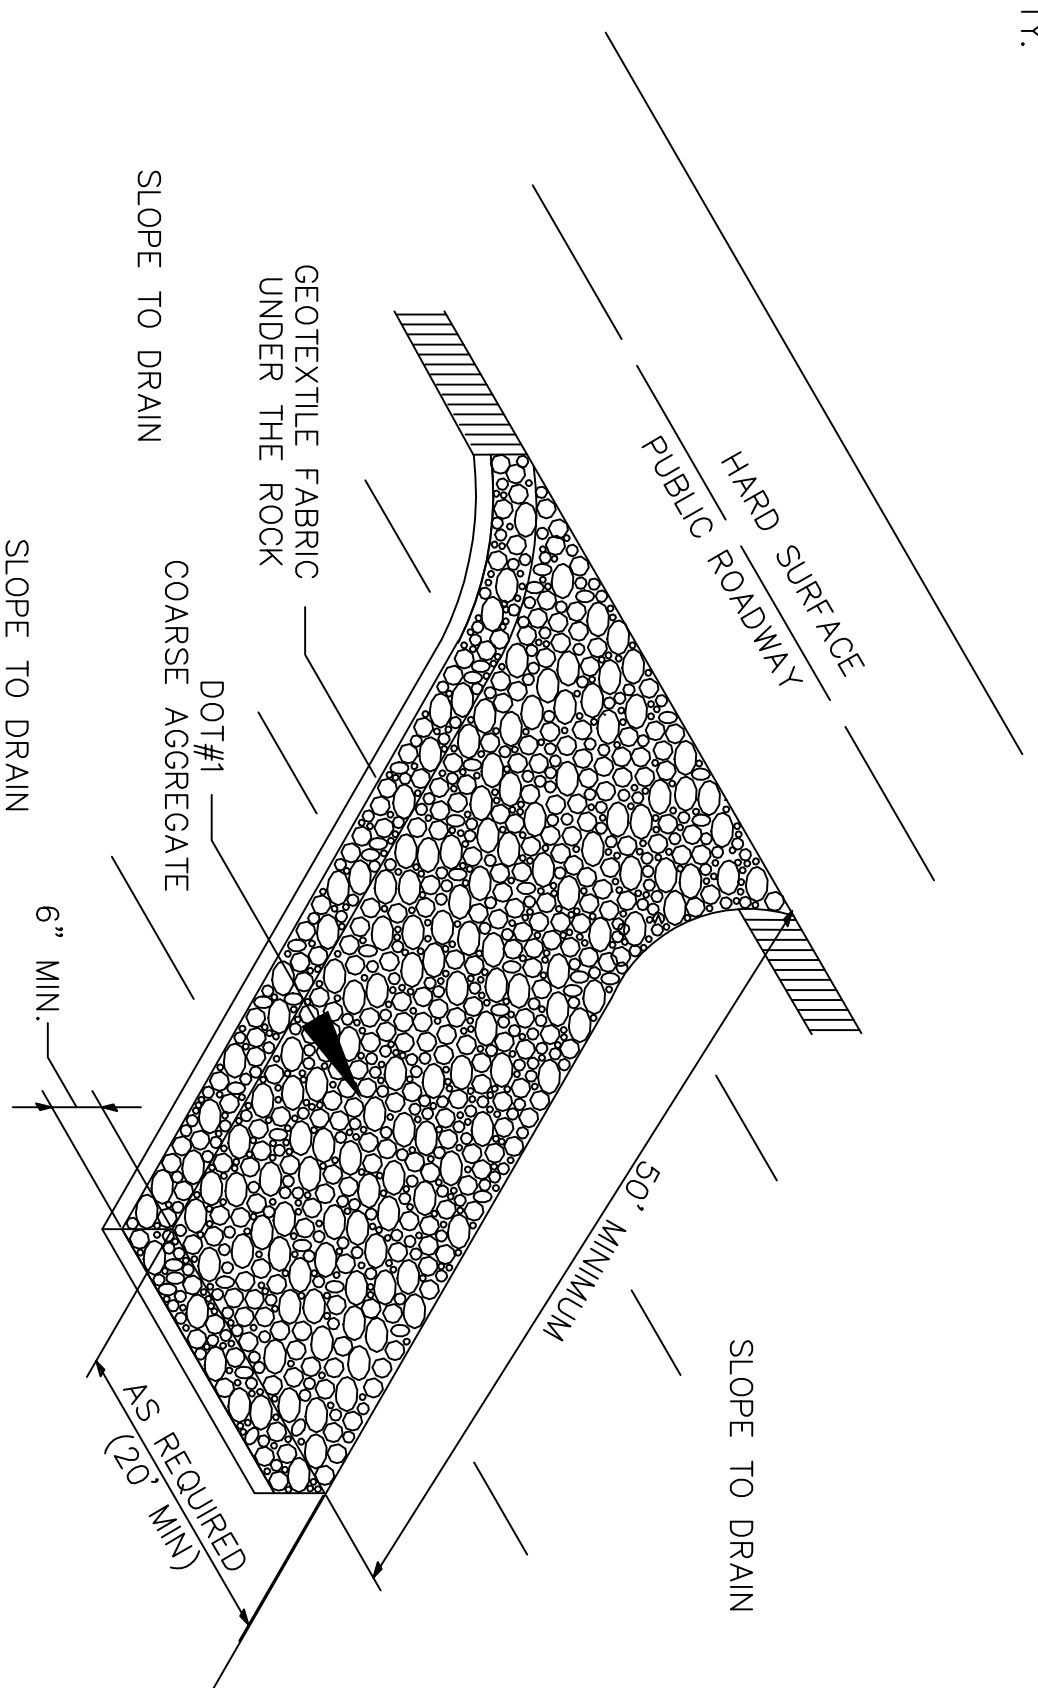 TY.
HARD SURFACE
PUBLIC ROADWAY
SLOPE TO DRAIN
50' MINIMUM
GEOTEXTILE FABRIC
UNDER THE ROCK
SLOPE TO DRAIN
DOT#1
COARSE AGGREGATE
AS REQUIRED
(20' MIN)
6" MIN.
SLOPE TO DRAIN